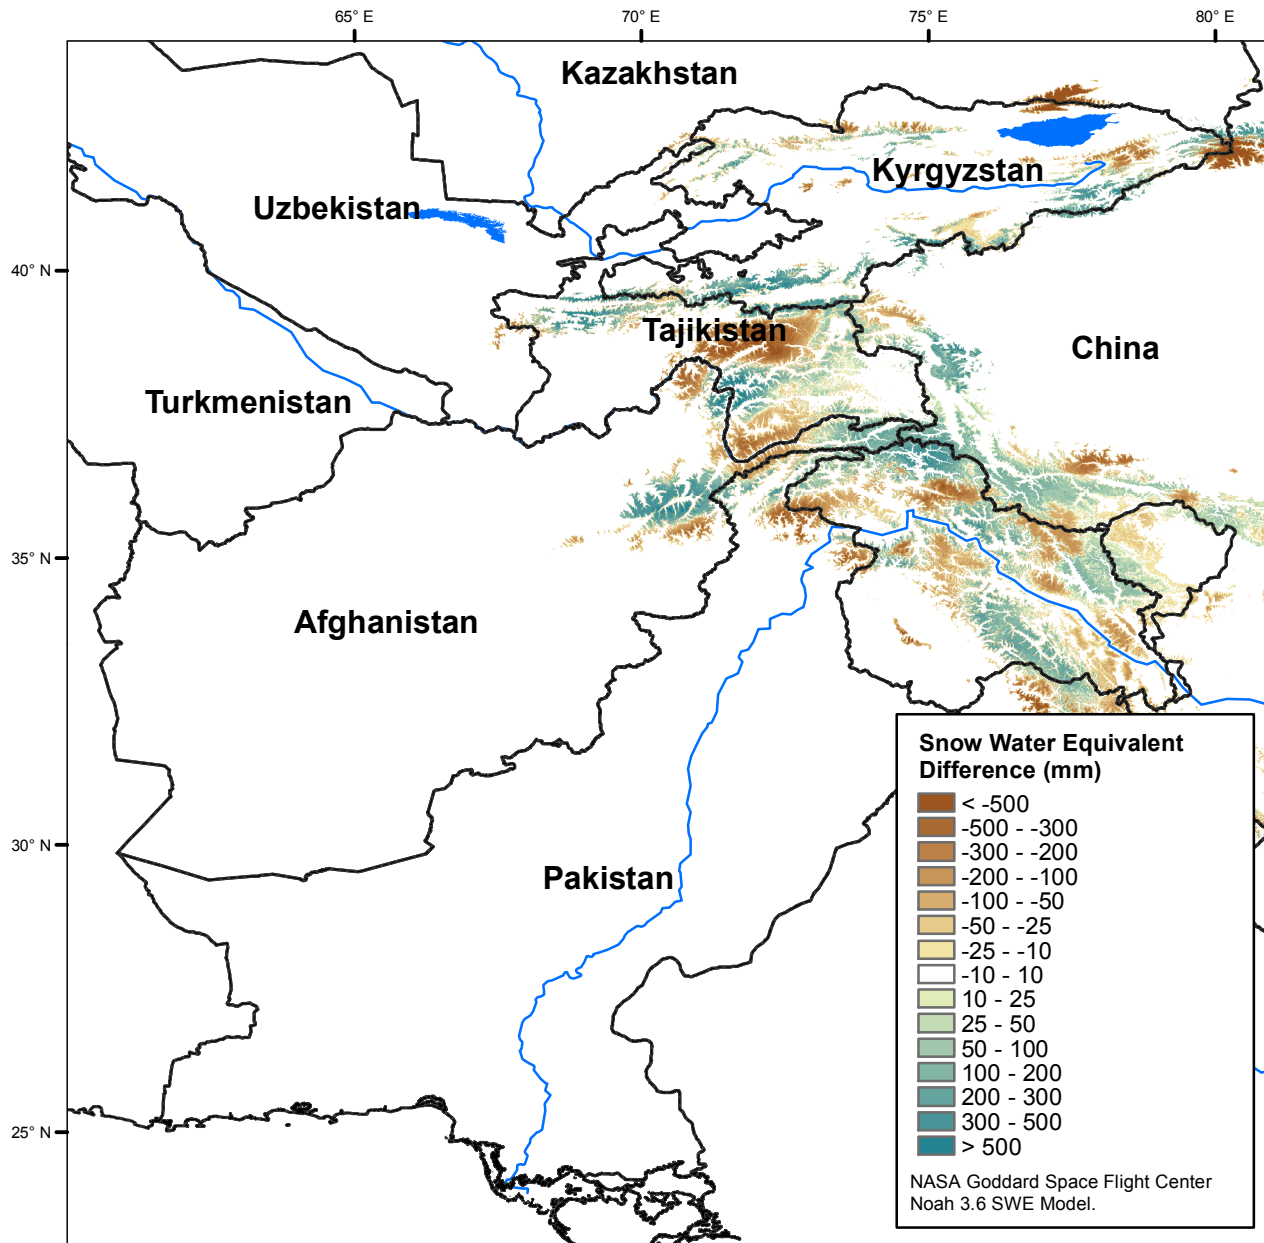 65° E
70° E
75° E
80° E
Kazakhstan
Kyrgyzstan
Uzbekistan
40° N
Tajikistan
China
Turkmenistan
35° N
Afghanistan
Snow Water Equivalent
Difference (mm)
< -500
-500 - -300
-300 - -200
-200 - -100
-100 - -50
-50 - -25
-25 - -10
-10 - 10
10 - 25
25 - 50
50 - 100
100 - 200
200 - 300
300 - 500
> 500
NASA Goddard Space Flight Center
Noah 3.6 SWE Model.
30° N
Pakistan
25° N